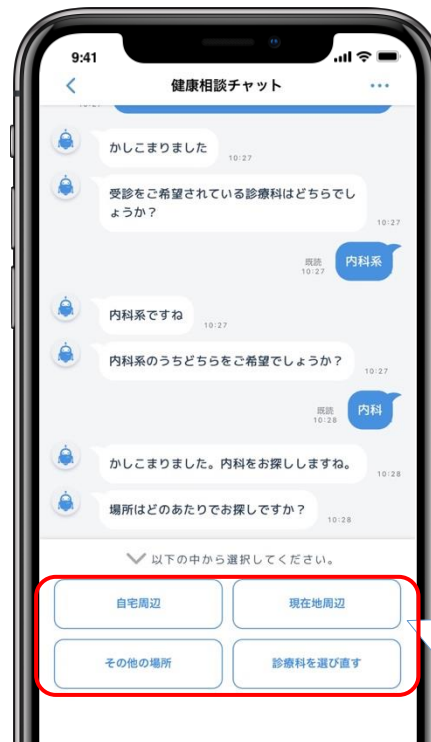 9:41
健康相談チャット
かしこまりました
10:27
受診をご希望されている診療科はどちらでし
ょうか？
10:27
既読
10:27
内科系
内科系ですね
10:27
内科系のうちどちらをご希望でしょうか？
10:27
既読
10:28
内科
かしこまりました。内科をお探ししますね。
10:28
場所はどのあたりでお探しですか？
10:28
以下の中から選択してください。
自宅周辺
現在地周辺
その他の場所
診療科を選び直す